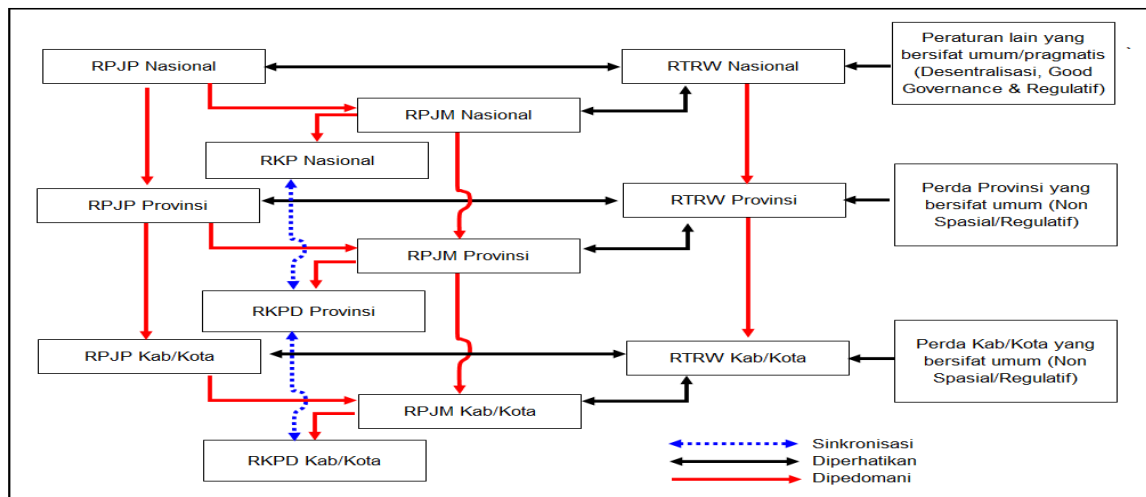 RPJP Nasional
RTRW Nasional
Peraturan lain yang
bersifat umum/pragmatis
(Desentralisasi, Good
Governance & Regulatif)
RPJM Nasional
RKP Nasional
RPJP Provinsi
RTRW Provinsi
Perda Provinsi yang
bersifat umum (Non
Spasial/Regulatif)
RPJM Provinsi
RKPD Provinsi
RPJP Kab/Kota
RTRW Kab/Kota
Perda Kab/Kota yang
bersifat umum (Non
Spasial/Regulatif)
RPJM Kab/Kota
RKPD Kab/Kota
Sinkronisasi
Diperhatikan
Dipedomani